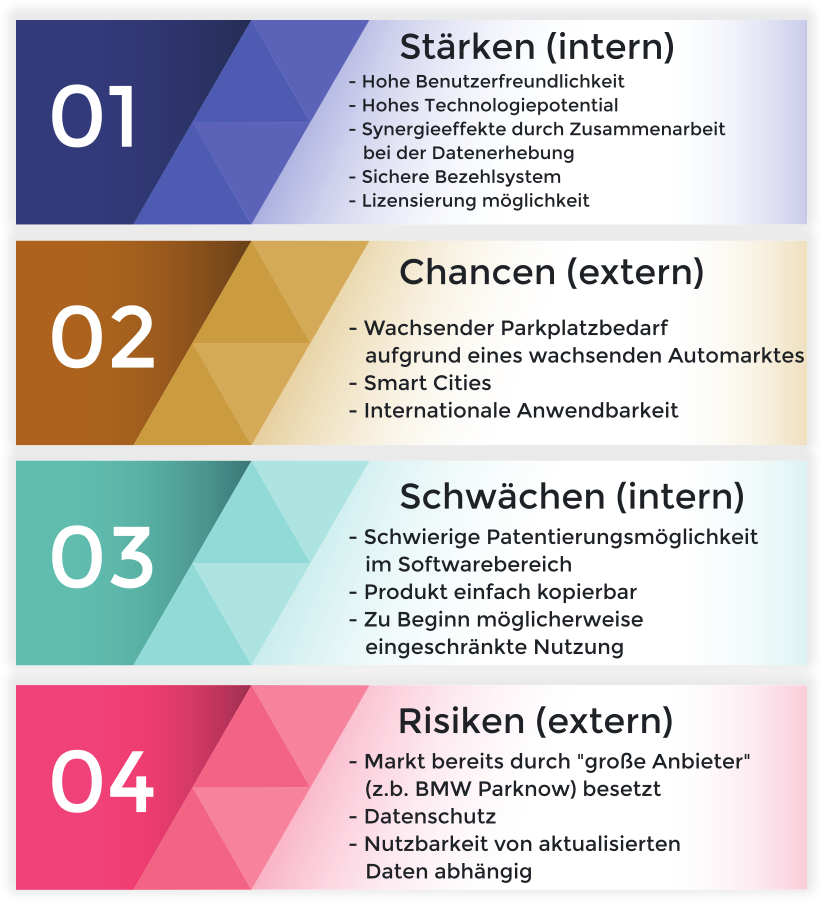 01
Stärken (intern)
- Hohe Benutzerfreundlichkeit
- Hohes Technologiepotential
- Synergieeffekte durch Zusammenarbeit
bei der Datenerhebung
- Sichere Bezehlsystem
- Lizensierung möglichkeit
02
Chancen (extern)
- Wachsender Parkplatzbedarf
aufgrund eines wachsenden Automarktes
- Smart Cities
- Internationale Anwendbarkeit
03
Schwächen (intern)
- Schwierige Patentierungsmöglichkeit
im Softwarebereich
- Produkt einfach kopierbar
- Zu Beginn möglicherweise
eingeschränkte Nutzung
04
Risiken (extern)
- Markt bereits durch "große Anbieter"
(z.b. BMW Parknow) besetzt
- Datenschutz
- Nutzbarkeit von aktualisierten
Daten abhängig